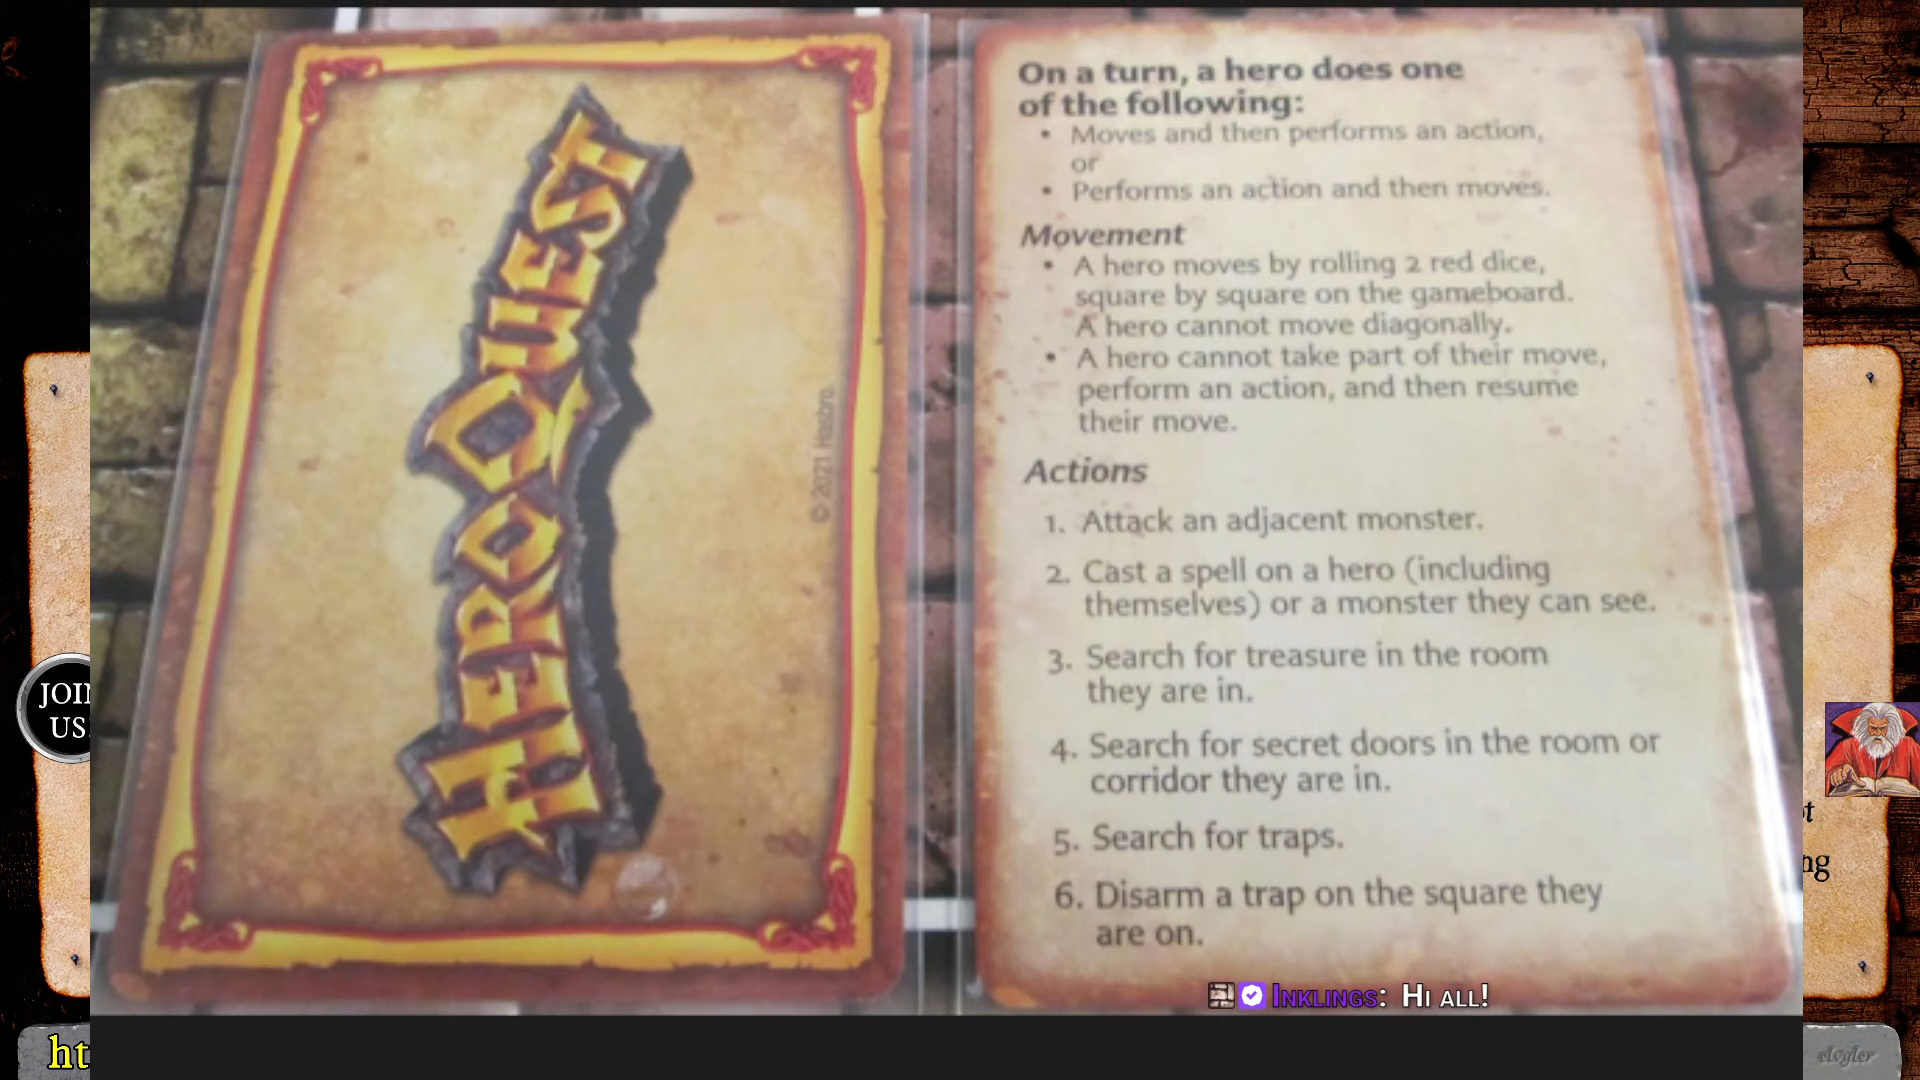 HEROQUEST
© 2021 Hasbro.
On a turn, a hero does one
of the following:
• Moves and then performs an action,
or
• Performs an action and then moves.
Movement
• A hero moves by rolling 2 red dice,
square by square on the gameboard.
A hero cannot move diagonally.
• A hero cannot take part of their move,
perform an action, and then resume
their move.
Actions
1. Attack an adjacent monster.
2. Cast a spell on a hero (including
themselves) or a monster they can see.
3. Search for treasure in the room
they are in.
4. Search for secret doors in the room or
corridor they are in.
5. Search for traps.
6. Disarm a trap on the square they
are on.
INKLINGS: HI ALL!
JOIN
US
ng
ht